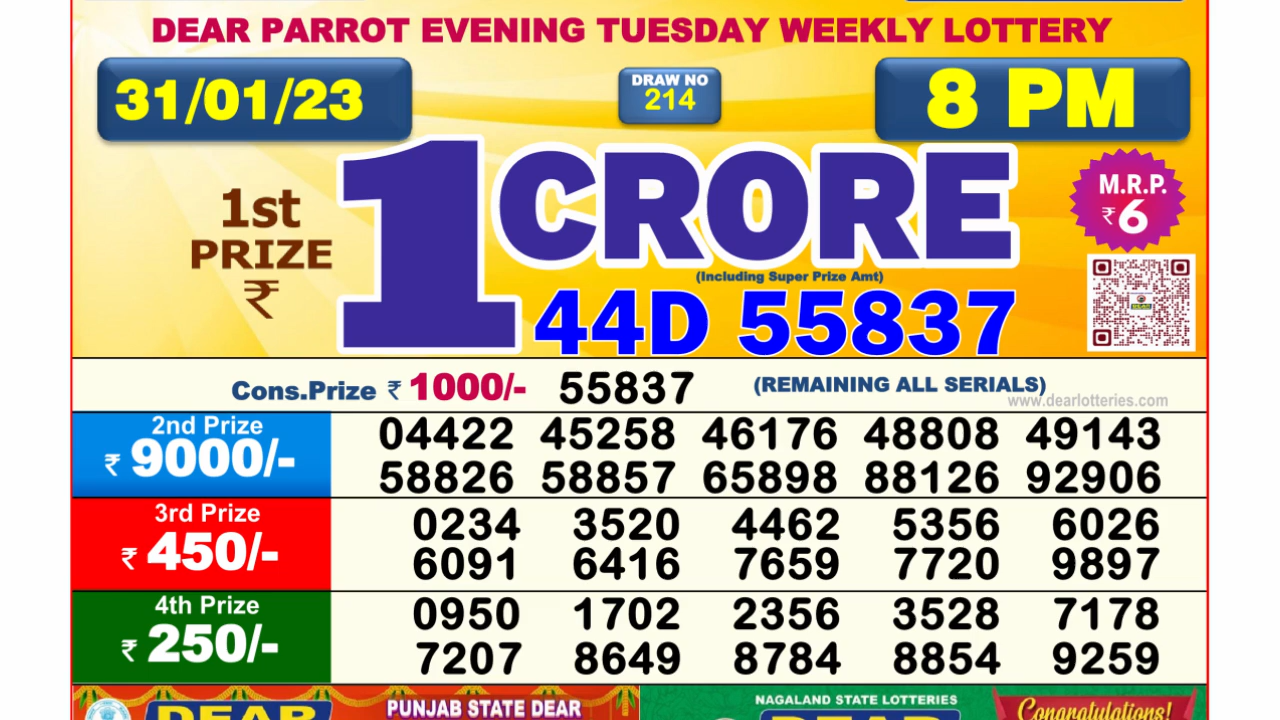 DEAR PARROT EVENING TUESDAY WEEKLY LOTTERY
31/01/23
DRAW NO
214
8 PM
1st
PRIZE
₹
1 CRORE
(Including Super Prize Amt)
M.R.P.
₹ 6
44D 55837
Cons.Prize ₹ 1000/- 55837 (REMAINING ALL SERIALS)
www.dearlotteries.com
2nd Prize
₹ 9000/-
04422 45258 46176 48808 49143
58826 58857 65898 88126 92906
3rd Prize
₹ 450/-
0234 3520 4462 5356 6026
6091 6416 7659 7720 9897
4th Prize
₹ 250/-
0950 1702 2356 3528 7178
7207 8649 8784 8854 9259
DEAR
PUNJAB STATE DEAR
NAGALAND STATE LOTTERIES
DEAR
Congratulations!